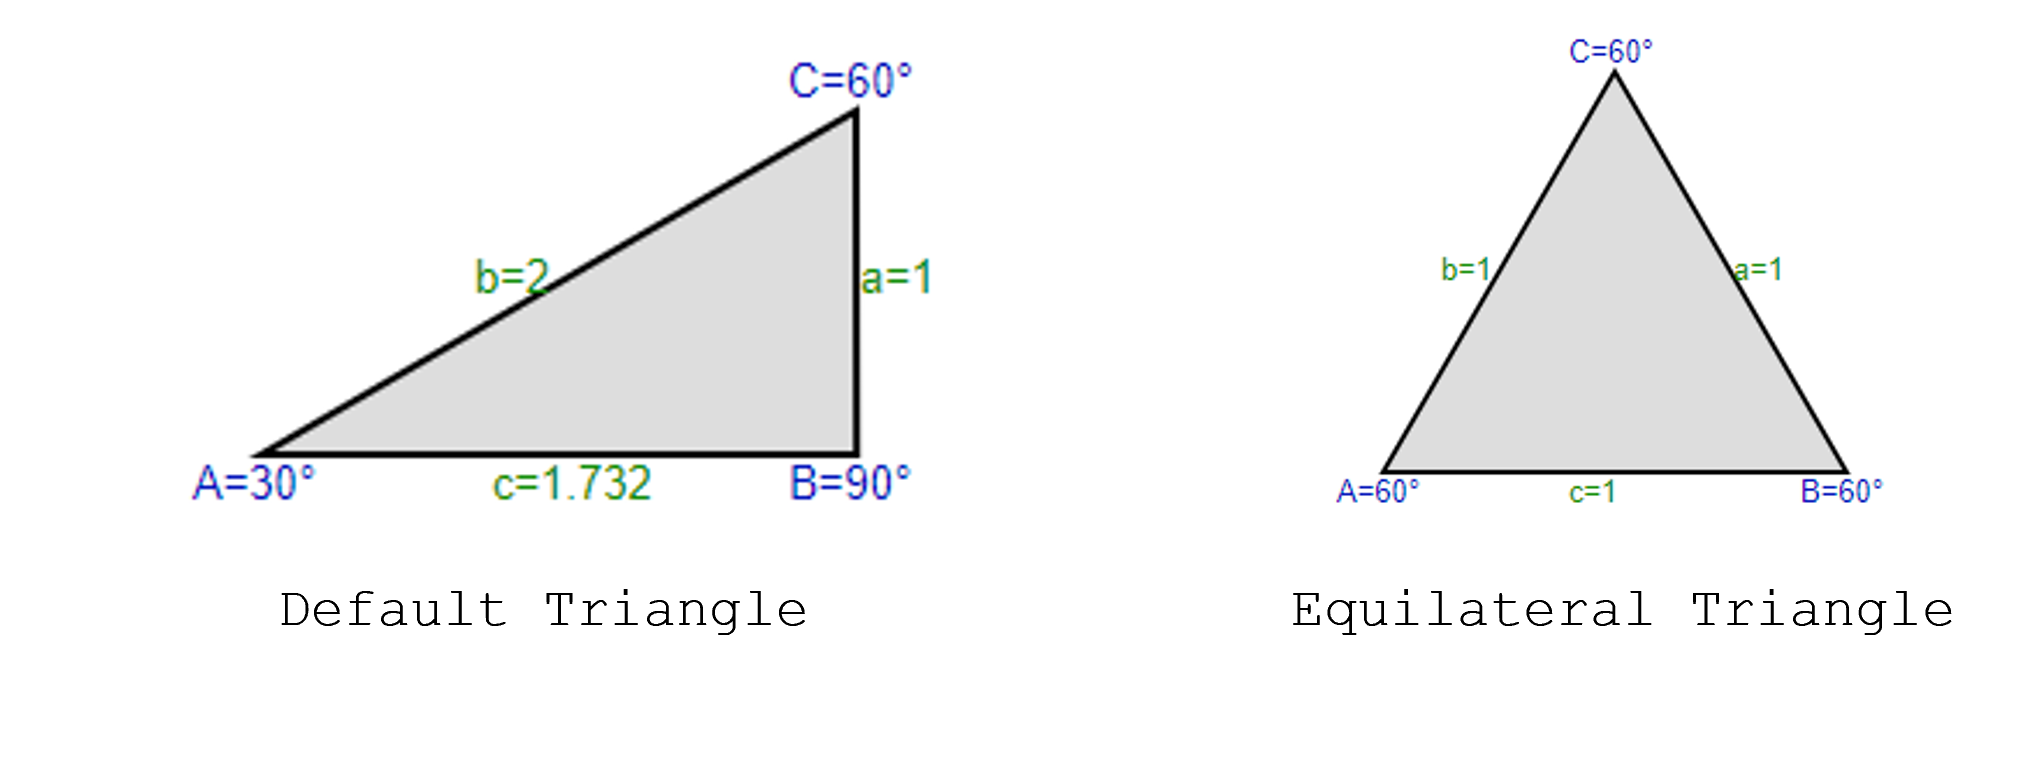 C=60°
b=2
a=1
A=30°
c=1.732
B=90°
Default Triangle
C=60°
b=1
a=1
A=60°
c=1
B=60°
Equilateral Triangle